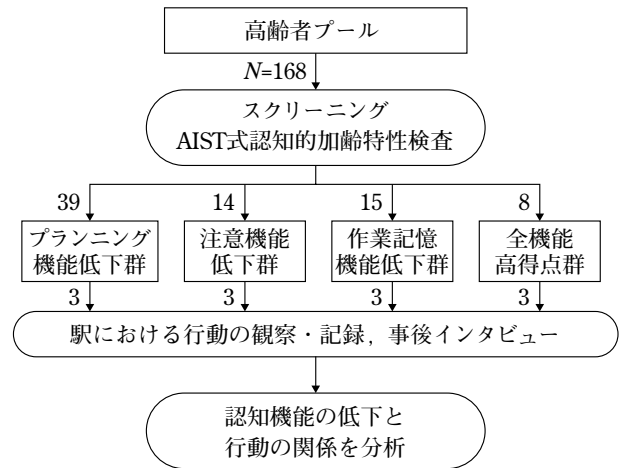 高齢者プール
N=168
スクリーニング
AIST式認知的加齢特性検査
39
14
15
8
プランニング
機能低下群
注意機能
低下群
作業記憶
機能低下群
全機能
高得点群
3
3
3
3
駅における行動の観察・記録，事後インタビュー
認知機能の低下と
行動の関係を分析